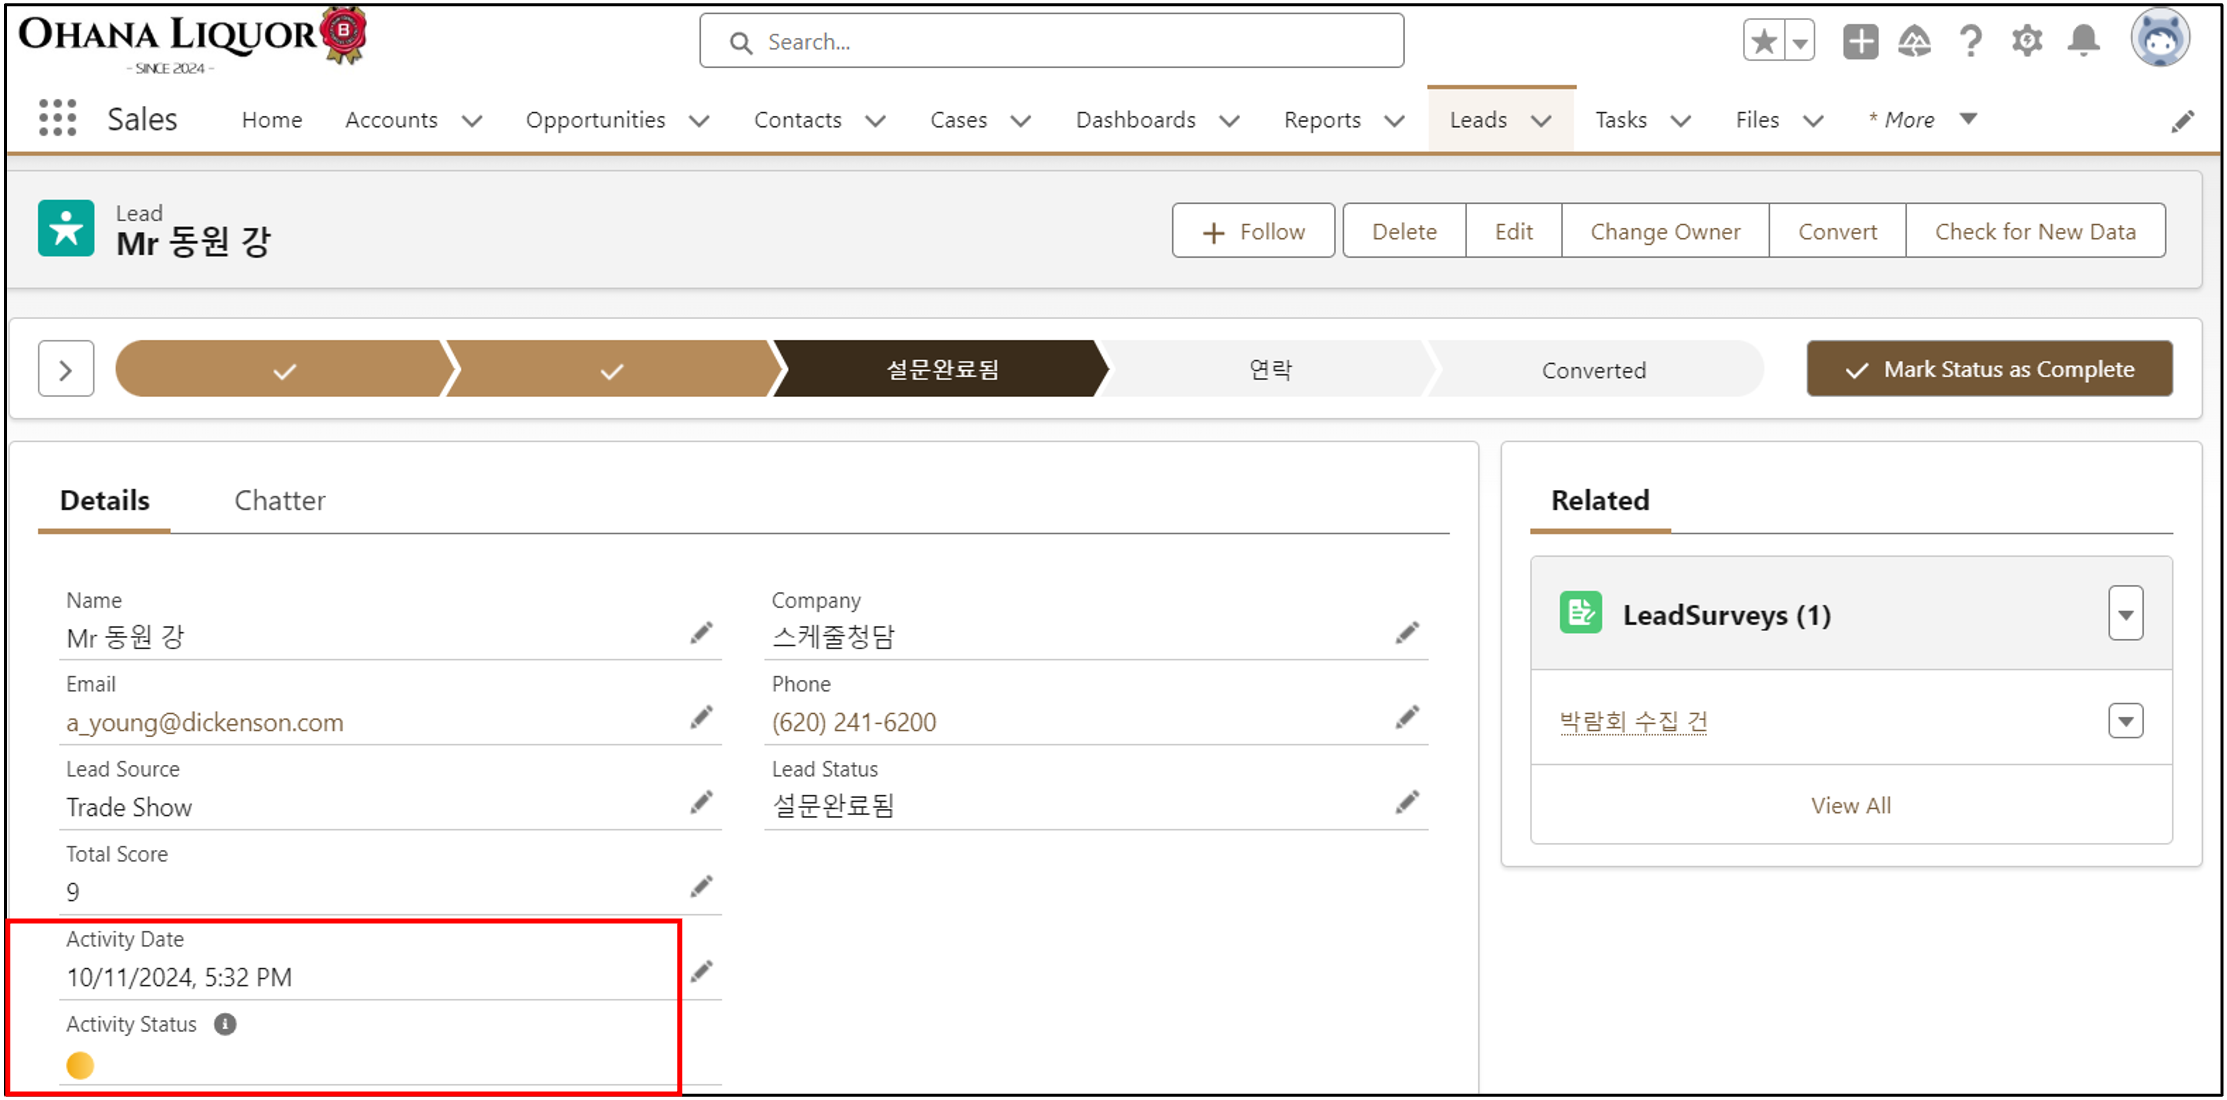 OHANA LIQUOR
B
- SINCE 2024 -
Search...
Sales
Home
Accounts
Opportunities
Contacts
Cases
Dashboards
Reports
Leads
Tasks
Files
* More
Lead
Mr 동원 강
Follow
Delete
Edit
Change Owner
Convert
Check for New Data
설문완료됨
연락
Converted
Mark Status as Complete
Details
Chatter
Related
Name
Mr 동원 강
Company
스케줄청담
Email
a_young@dickenson.com
Phone
(620) 241-6200
Lead Source
Trade Show
Lead Status
설문완료됨
Total Score
9
Activity Date
10/11/2024, 5:32 PM
Activity Status
LeadSurveys (1)
박람회 수집 건
View All